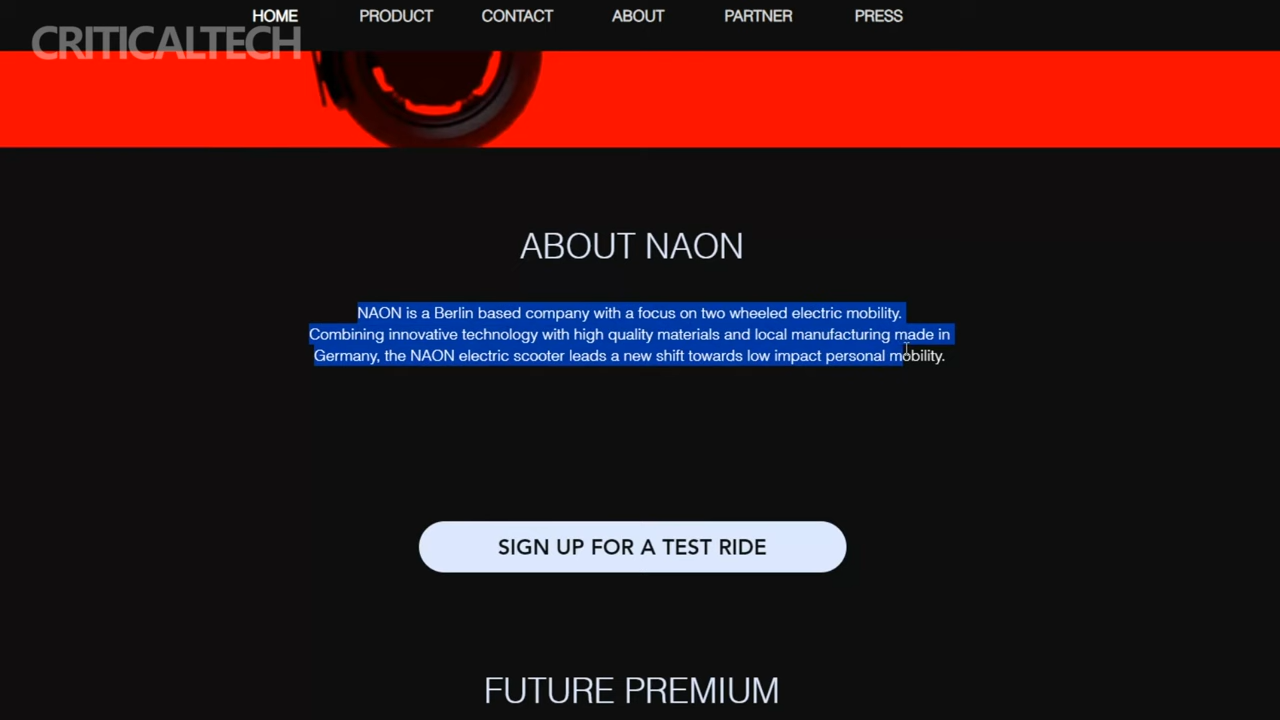 HOME PRODUCT CONTACT ABOUT PARTNER PRESS
CRITICALTECH
ABOUT NAON
NAON is a Berlin based company with a focus on two wheeled electric mobility.
Combining innovative technology with high quality materials and local manufacturing made in
Germany, the NAON electric scooter leads a new shift towards low impact personal mobility.
SIGN UP FOR A TEST RIDE
FUTURE PREMIUM